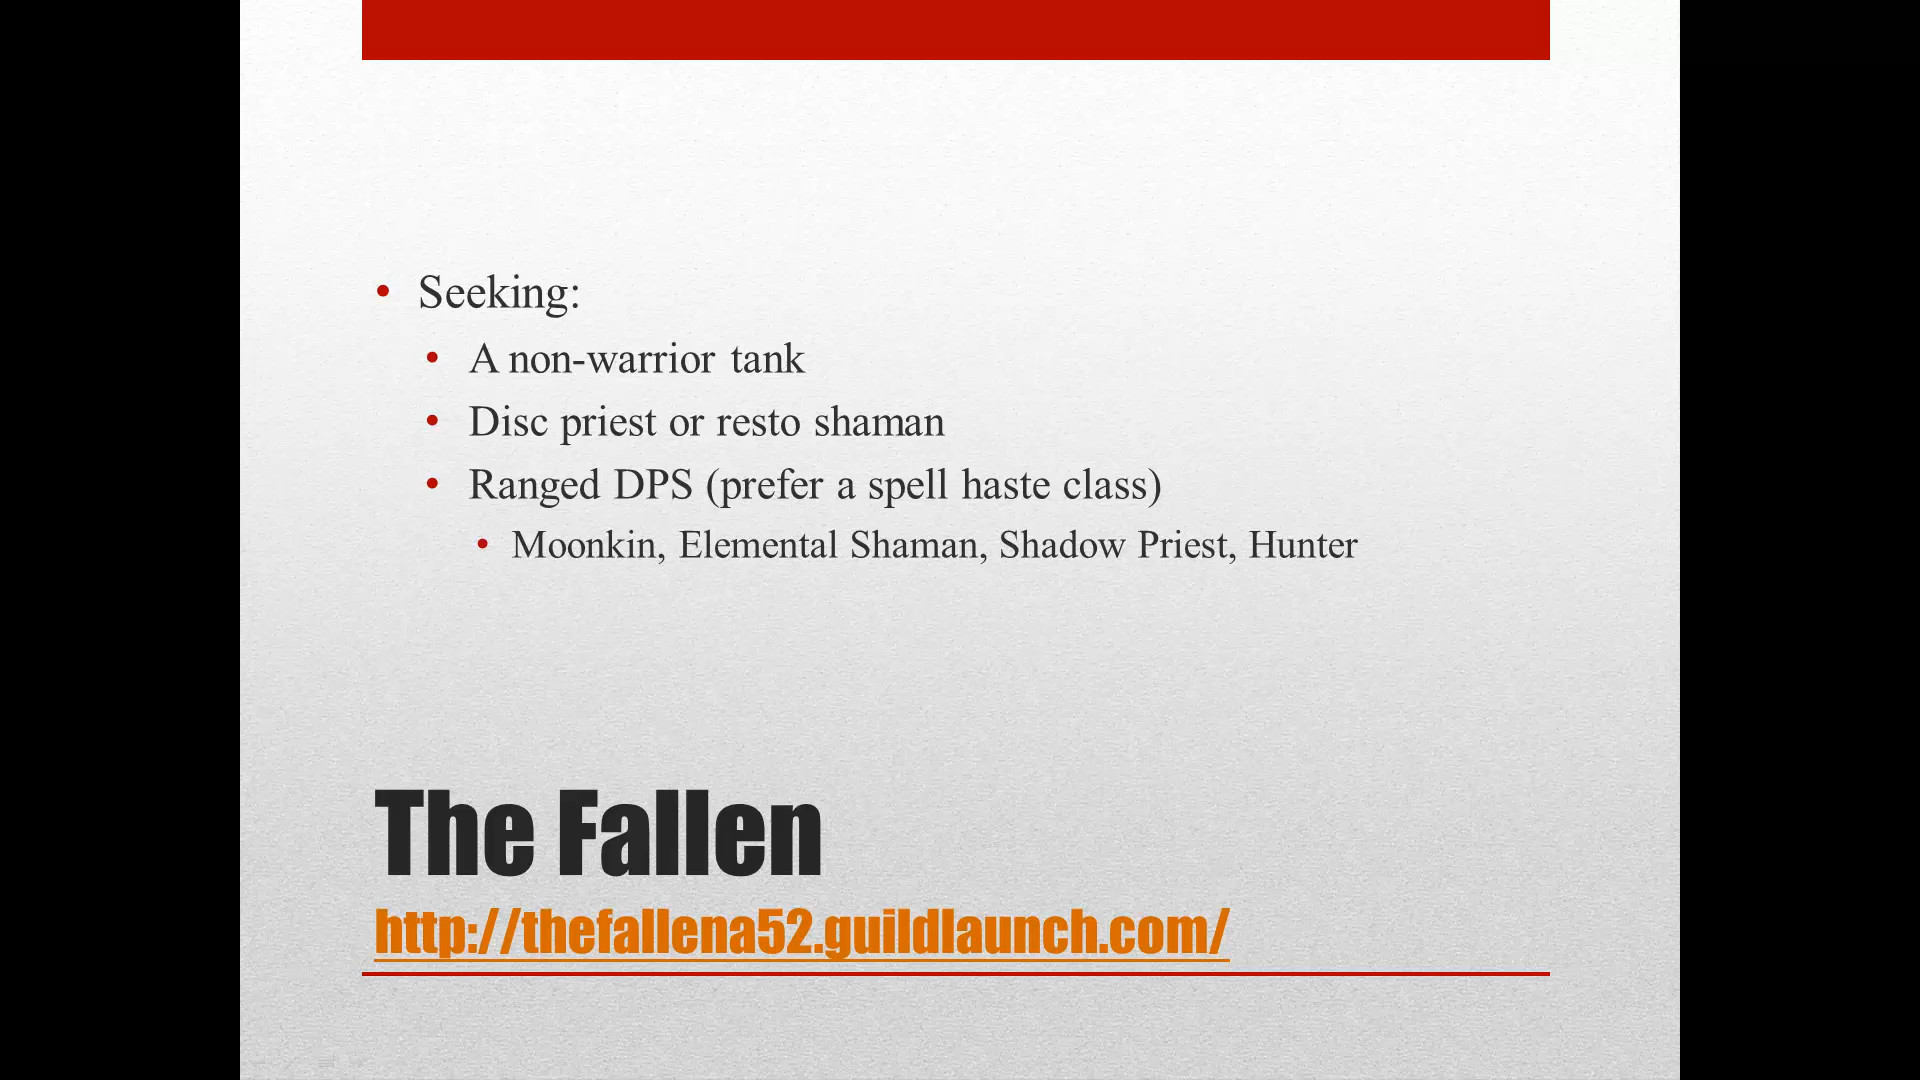 Seeking:
A non-warrior tank
Disc priest or resto shaman
Ranged DPS (prefer a spell haste class)
Moonkin, Elemental Shaman, Shadow Priest, Hunter
The Fallen
http://thefallena52.guildlaunch.com/